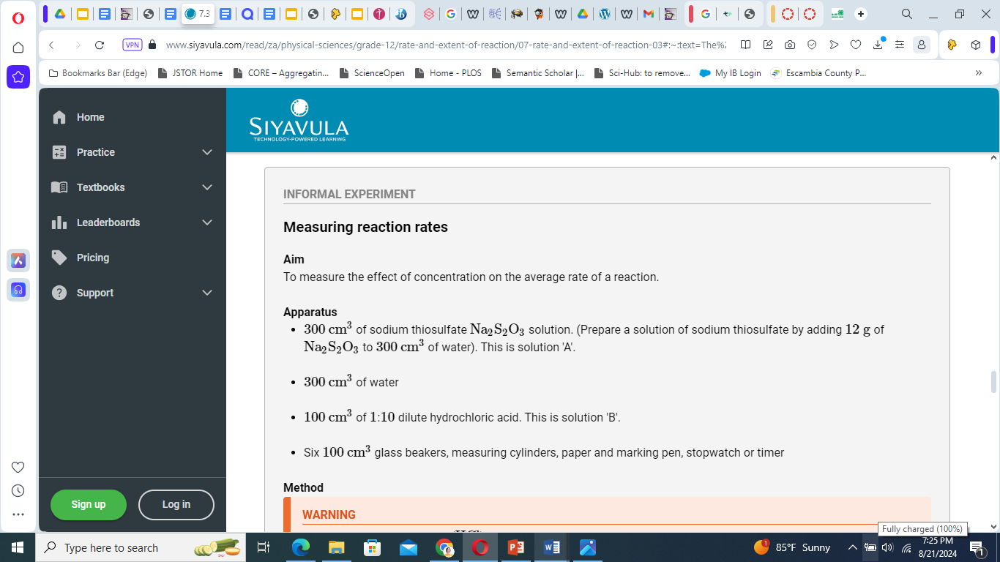 7.3
VPN
www.siyavula.com/read/za/physical-sciences/grade-12/rate-and-extent-of-reaction/07-rate-and-extent-of-reaction-03#:~:text=The%2
Bookmarks Bar (Edge)
JSTOR Home
CORE – Aggregatin...
ScienceOpen
Home - PLOS
Semantic Scholar |...
Sci-Hub: to remove...
My IB Login
Escambia County P...
Home
Practice
Textbooks
Leaderboards
Pricing
Support
Sign up
Log in
SIYAVULA
TECHNOLOGY-POWERED LEARNING
INFORMAL EXPERIMENT
Measuring reaction rates
Aim
To measure the effect of concentration on the average rate of a reaction.
Apparatus
• 300 cm³ of sodium thiosulfate Na₂S₂O₃ solution. (Prepare a solution of sodium thiosulfate by adding 12 g of
Na₂S₂O₃ to 300 cm³ of water). This is solution 'A'.
• 300 cm³ of water
• 100 cm³ of 1:10 dilute hydrochloric acid. This is solution 'B'.
• Six 100 cm³ glass beakers, measuring cylinders, paper and marking pen, stopwatch or timer
Method
WARNING
Fully charged (100%)
Type here to search
85°F Sunny
7:25 PM
8/21/2024
1